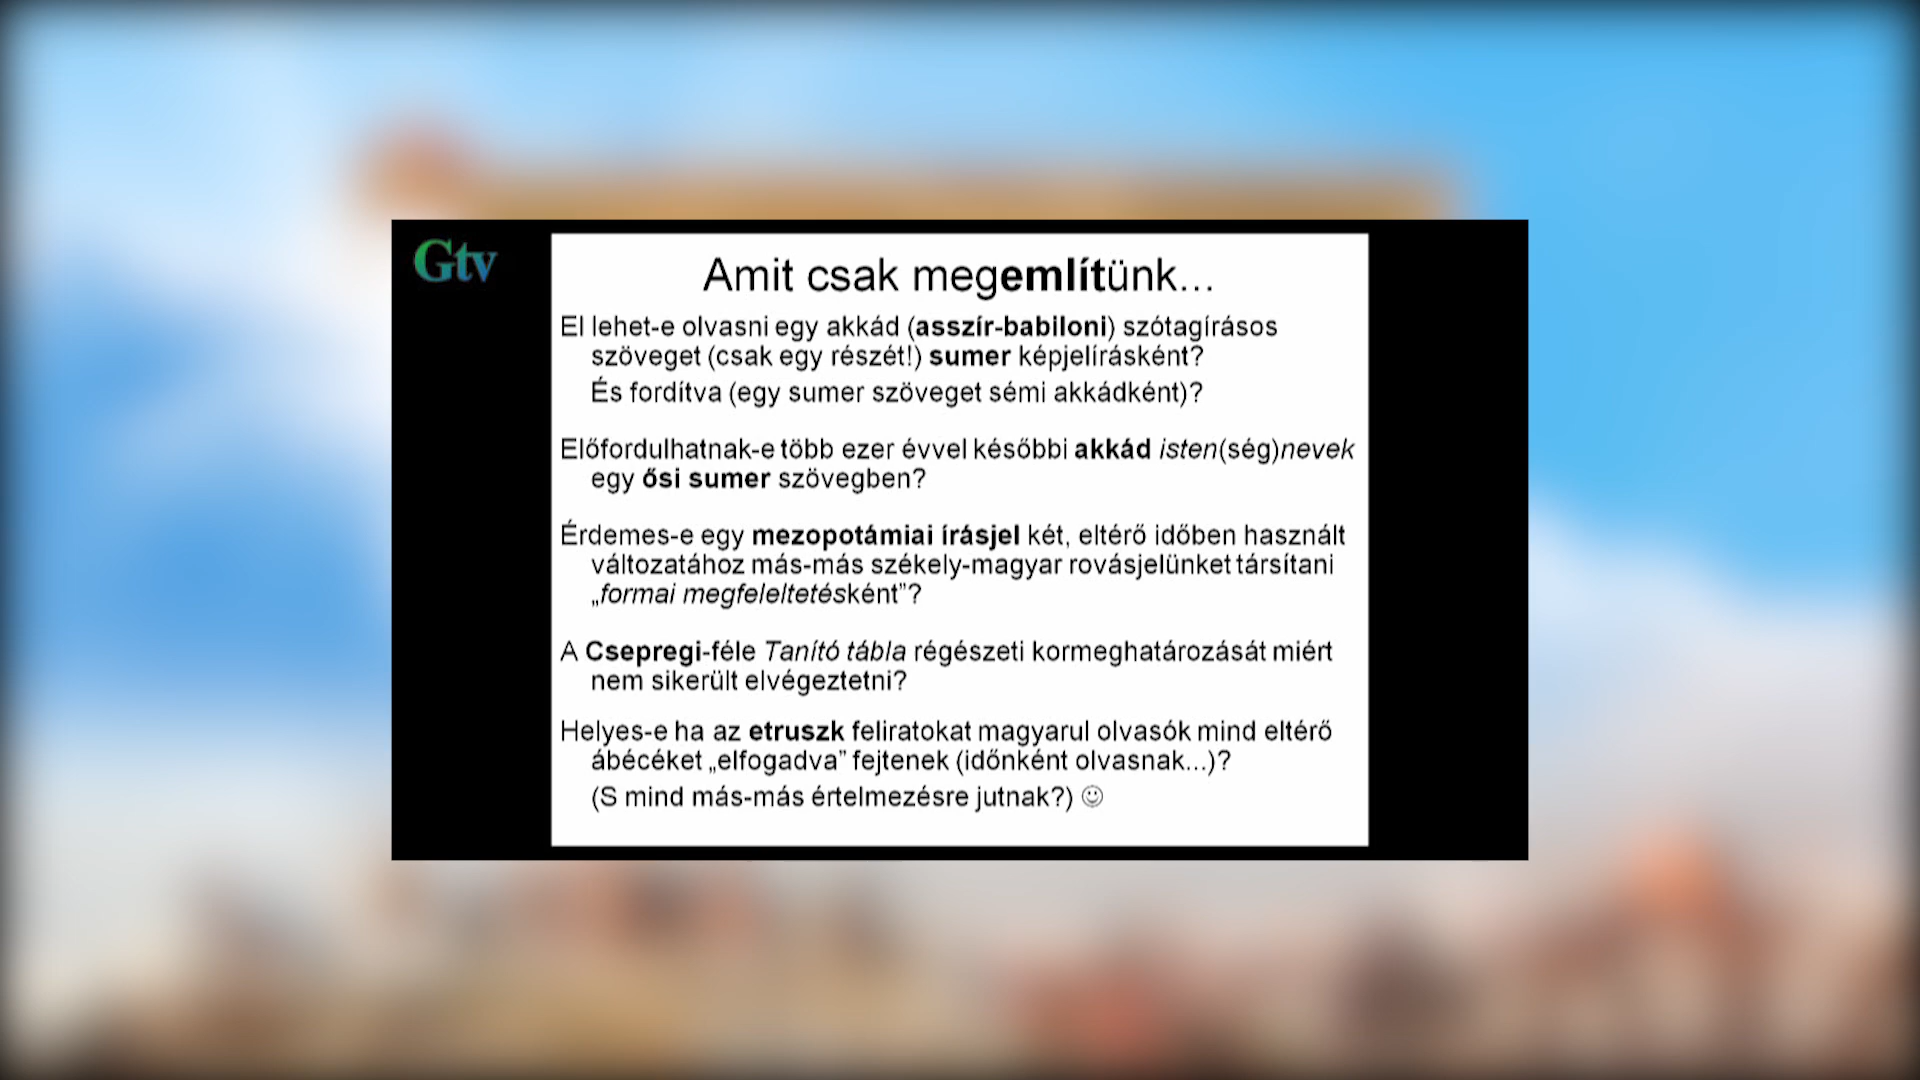 Gtv
Amit csak megemlítünk...
El lehet-e olvasni egy akkád (asszír-babiloni) szótagírásos
szöveget (csak egy részét!) sumer képjelírásként?
És fordítva (egy sumer szöveget sémi akkádként)?
Előfordulhatnak-e több ezer évvel későbbi akkád isten(ség)nevek
egy ősi sumer szövegben?
Érdemes-e egy mezopotámiai írásjel két, eltérő időben használt
változatához más-más székely-magyar rovásjelünket társítani
„formai megfeleltetésként”?
A Csepregi-féle Tanító tábla régészeti kormeghatározását miért
nem sikerült elvégeztetni?
Helyes-e ha az etruszk feliratokat magyarul olvasók mind eltérő
ábécéket „elfogadva” fejtenek (időnként olvasnak...)?
(S mind más-más értelmezésre jutnak?) ☺